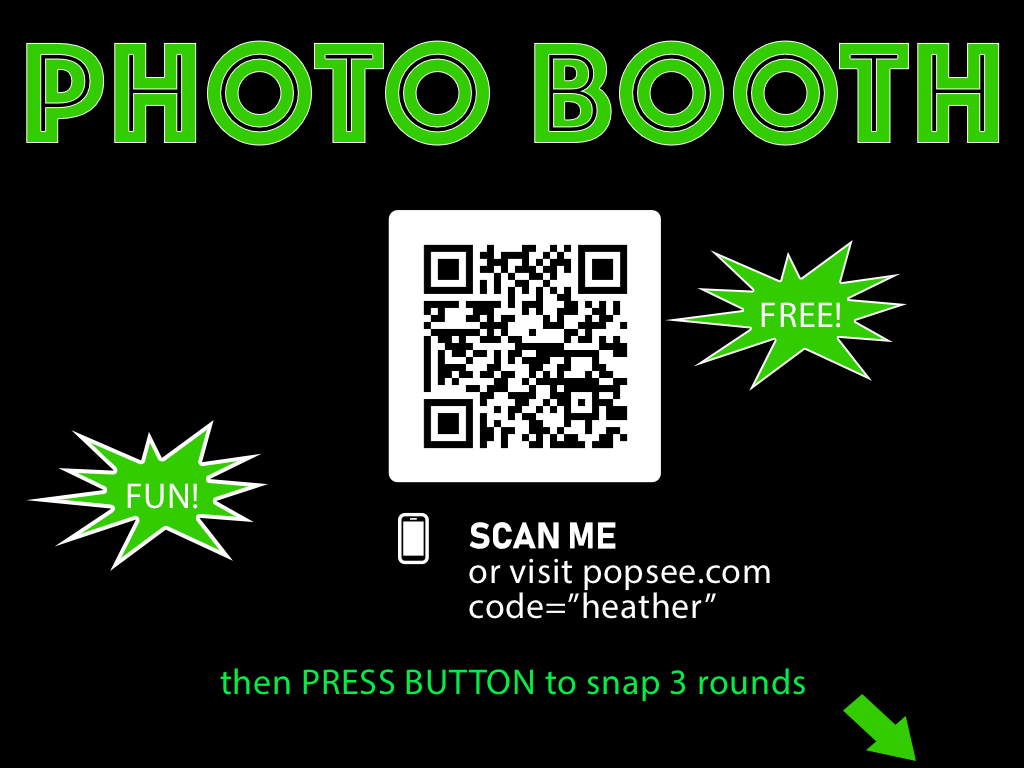 PHOTO BOOTH
FREE!
FUN!
SCAN ME
or visit popsee.com
code=”heather”
then PRESS BUTTON to snap 3 rounds